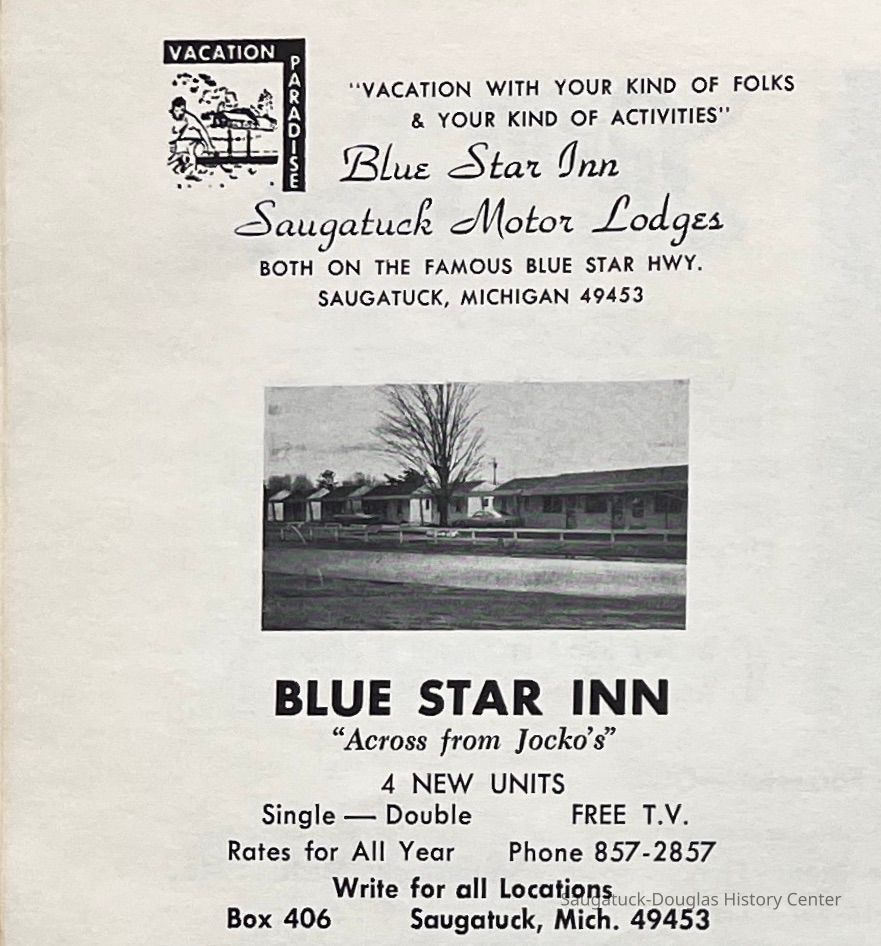 VACATION
PARADISE
"VACATION WITH YOUR KIND OF FOLKS
& YOUR KIND OF ACTIVITIES"
Blue Star Inn
Saugatuck Motor Lodges
BOTH ON THE FAMOUS BLUE STAR HWY.
SAUGATUCK, MICHIGAN 49453
BLUE STAR INN
"Across from Jocko's"
4 NEW UNITS
Single — Double FREE T.V.
Rates for All Year Phone 857-2857
Write for all Locations
Saugatuck-Douglas History Center
Box 406 Saugatuck, Mich. 49453